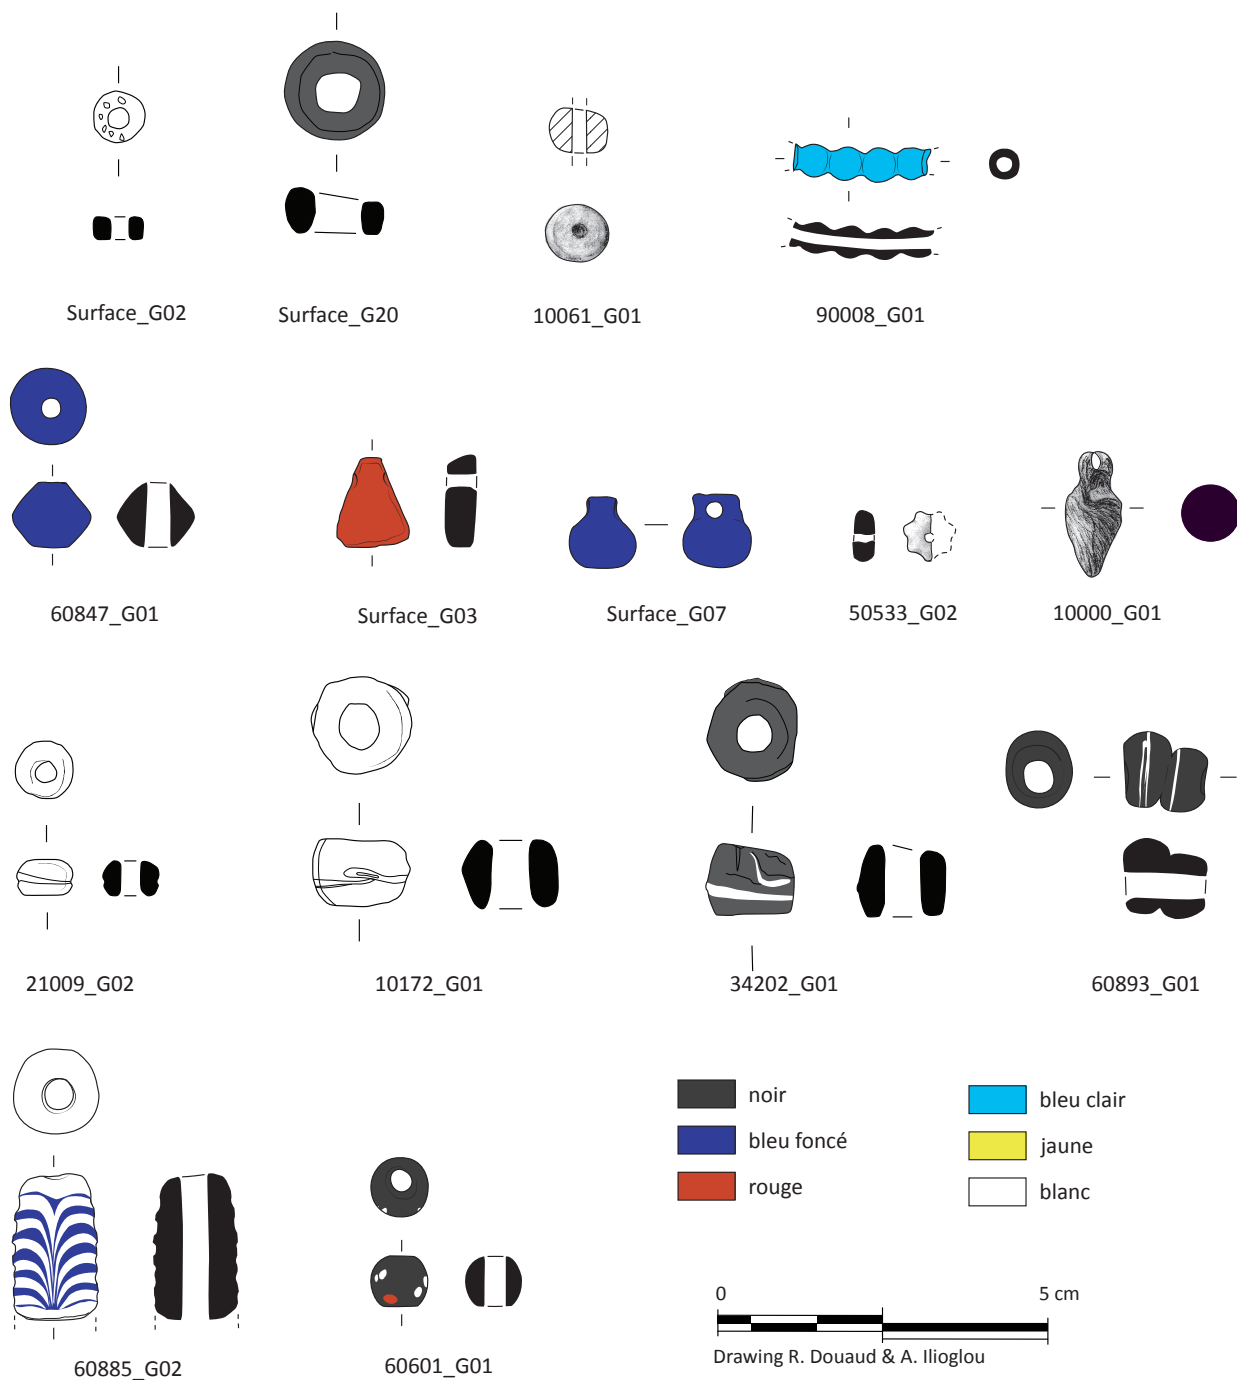 Surface_G02
Surface_G20
10061_G01
90008_G01
60847_G01
Surface_G03
Surface_G07
50533_G02
10000_G01
21009_G02
10172_G01
34202_G01
60893_G01
60885_G02
60601_G01
noir
bleu foncé
rouge
bleu clair
jaune
blanc
0 5 cm
Drawing R. Douaud & A. Ilioglou